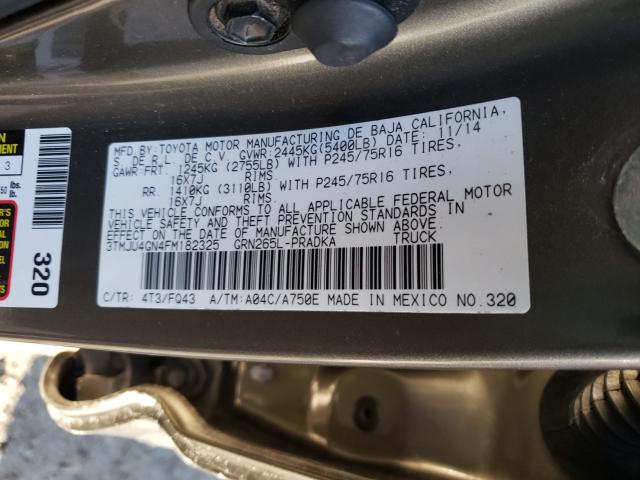 MFD.BY:TOYOTA MOTOR MANUFACTURING DE BAJA CALIFORNIA,
S. DE R.L. DE C.V. GVWR:2445KG(5400LB) DATE: 11/14
GAWR:FRT. 1245KG (2755LB) WITH P245/75R16 TIRES,
16X7J RIMS.
RR. 1410KG (3110LB) WITH P245/75R16 TIRES,
16X7J RIMS.
THIS VEHICLE CONFORMS TO ALL APPLICABLE FEDERAL MOTOR
VEHICLE SAFETY AND THEFT PREVENTION STANDARDS IN
EFFECT ON THE DATE OF MANUFACTURE SHOWN ABOVE.
3TMJU4GN4FM182325 GRN265L-PRADKA TRUCK
C/TR: 4T3/FQ43 A/TM:A04C/A750E MADE IN MEXICO NO.320
3
lbs.
320